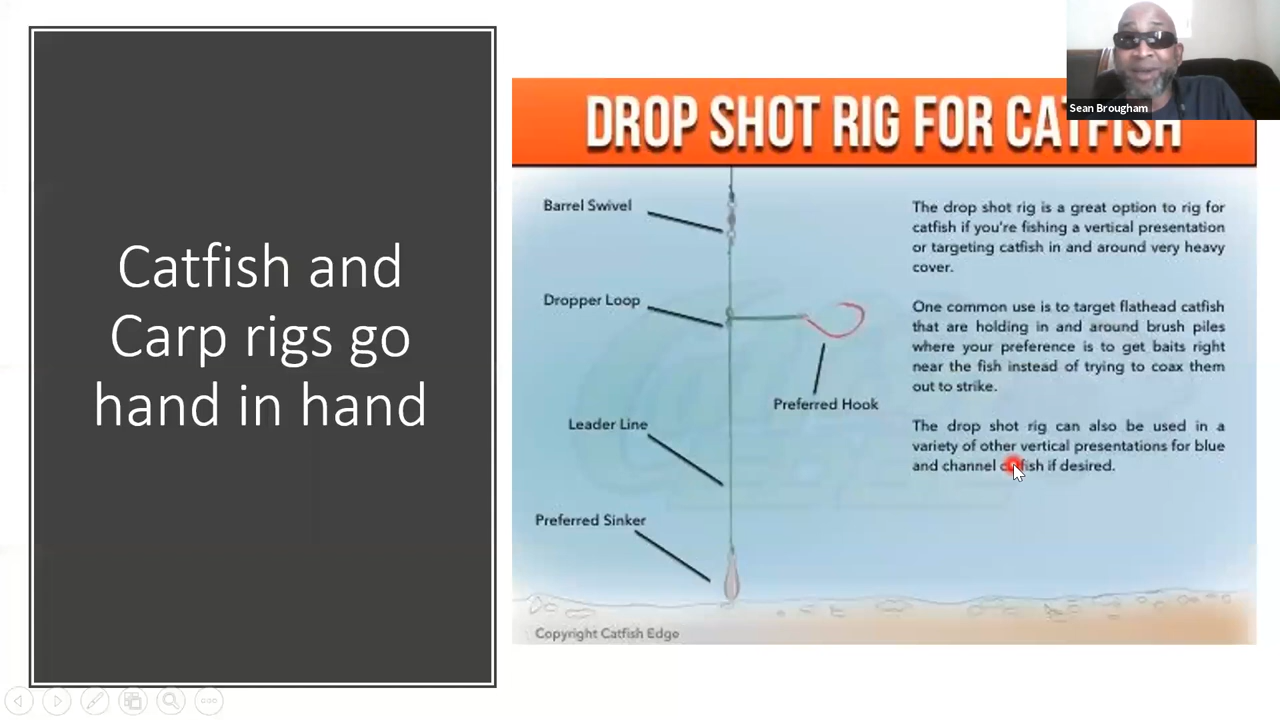 Catfish and
Carp rigs go
hand in hand
DROP SHOT RIG FOR CATFISH
Sean Brougham
Barrel Swivel
Dropper Loop
Preferred Hook
Leader Line
Preferred Sinker
The drop shot rig is a great option to rig for
catfish if you're fishing a vertical presentation
or targeting catfish in and around very heavy
cover.
One common use is to target flathead catfish
that are holding in and around brush piles
where your preference is to get baits right
near the fish instead of trying to coax them
out to strike.
The drop shot rig can also be used in a
variety of other vertical presentations for blue
and channel catfish if desired.
Copyright Catfish Edge